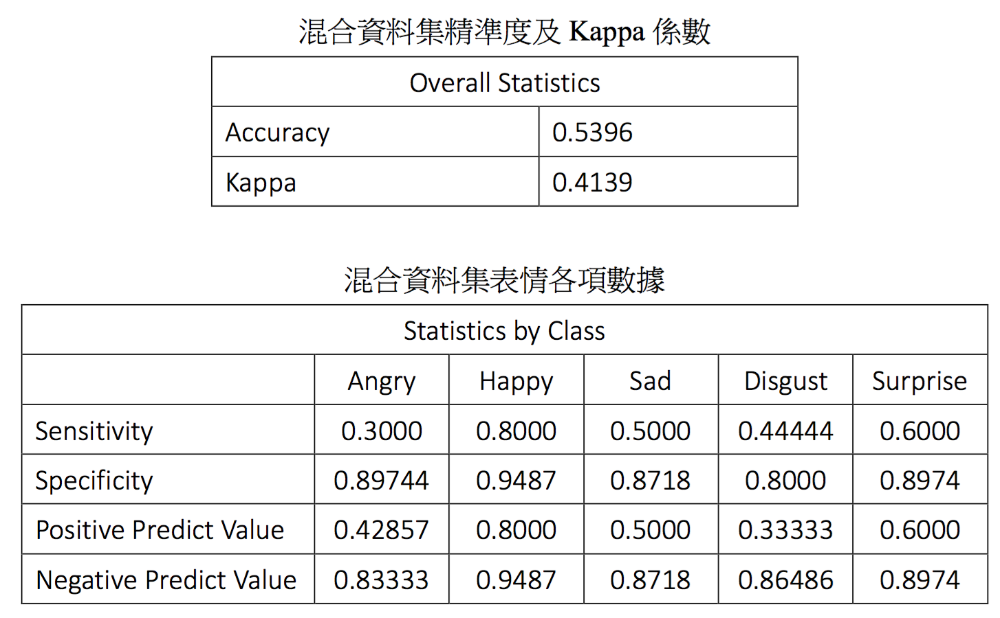 混合資料集精準度及 Kappa 係數
Overall Statistics
Accuracy 0.5396
Kappa 0.4139
混合資料集表情各項數據
Statistics by Class
Angry Happy Sad Disgust Surprise
Sensitivity 0.3000 0.8000 0.5000 0.44444 0.6000
Specificity 0.89744 0.9487 0.8718 0.8000 0.8974
Positive Predict Value 0.42857 0.8000 0.5000 0.33333 0.6000
Negative Predict Value 0.83333 0.9487 0.8718 0.86486 0.8974